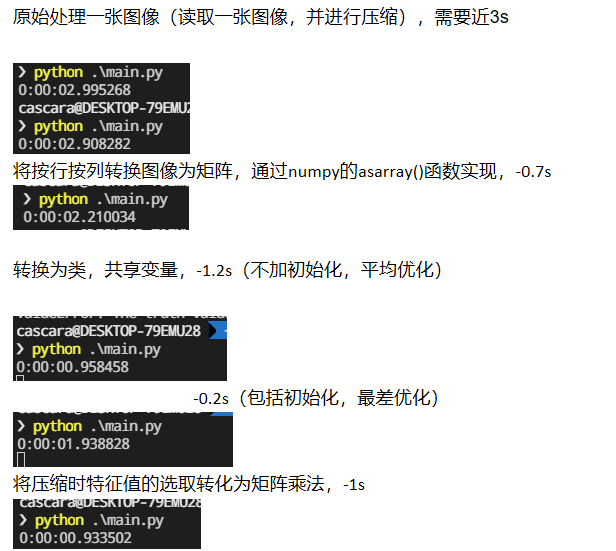 原始处理一张图像（读取一张图像，并进行压缩），需要近3s
❯ python .\main.py
0:00:02.995268
cascara@DESKTOP-79EMU2
❯ python .\main.py
0:00:02.908282
将按行按列转换图像为矩阵，通过numpy的asarray()函数实现，-0.7s
❯ python .\main.py
0:00:02.210034
转换为类，共享变量，-1.2s（不加初始化，平均优化）
cascara@DESKTOP-79EMU28
❯ python .\main.py
0:00:00.958458
-0.2s（包括初始化，最差优化）
❯ python .\main.py
0:00:01.938828
将压缩时特征值的选取转化为矩阵乘法，-1s
cascara@DESKTOP-79EMU28
❯ python .\main.py
0:00:00.933502